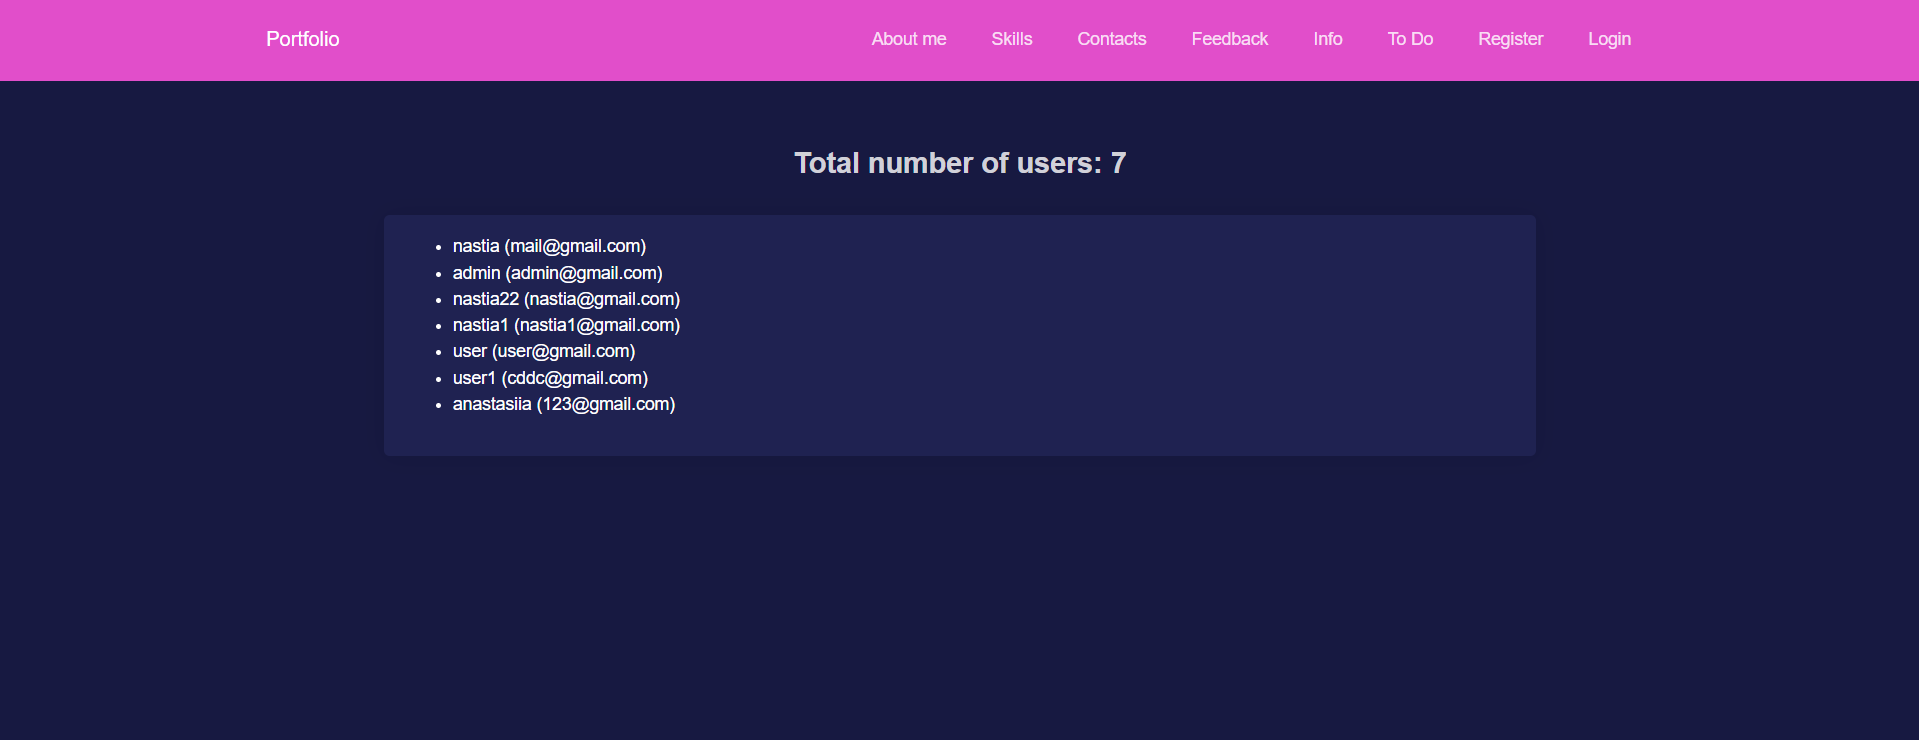 Portfolio About me Skills Contacts Feedback Info To Do Register Login
Total number of users: 7
• nastia (mail@gmail.com)
• admin (admin@gmail.com)
• nastia22 (nastia@gmail.com)
• nastia1 (nastia1@gmail.com)
• user (user@gmail.com)
• user1 (cddc@gmail.com)
• anastasiia (123@gmail.com)